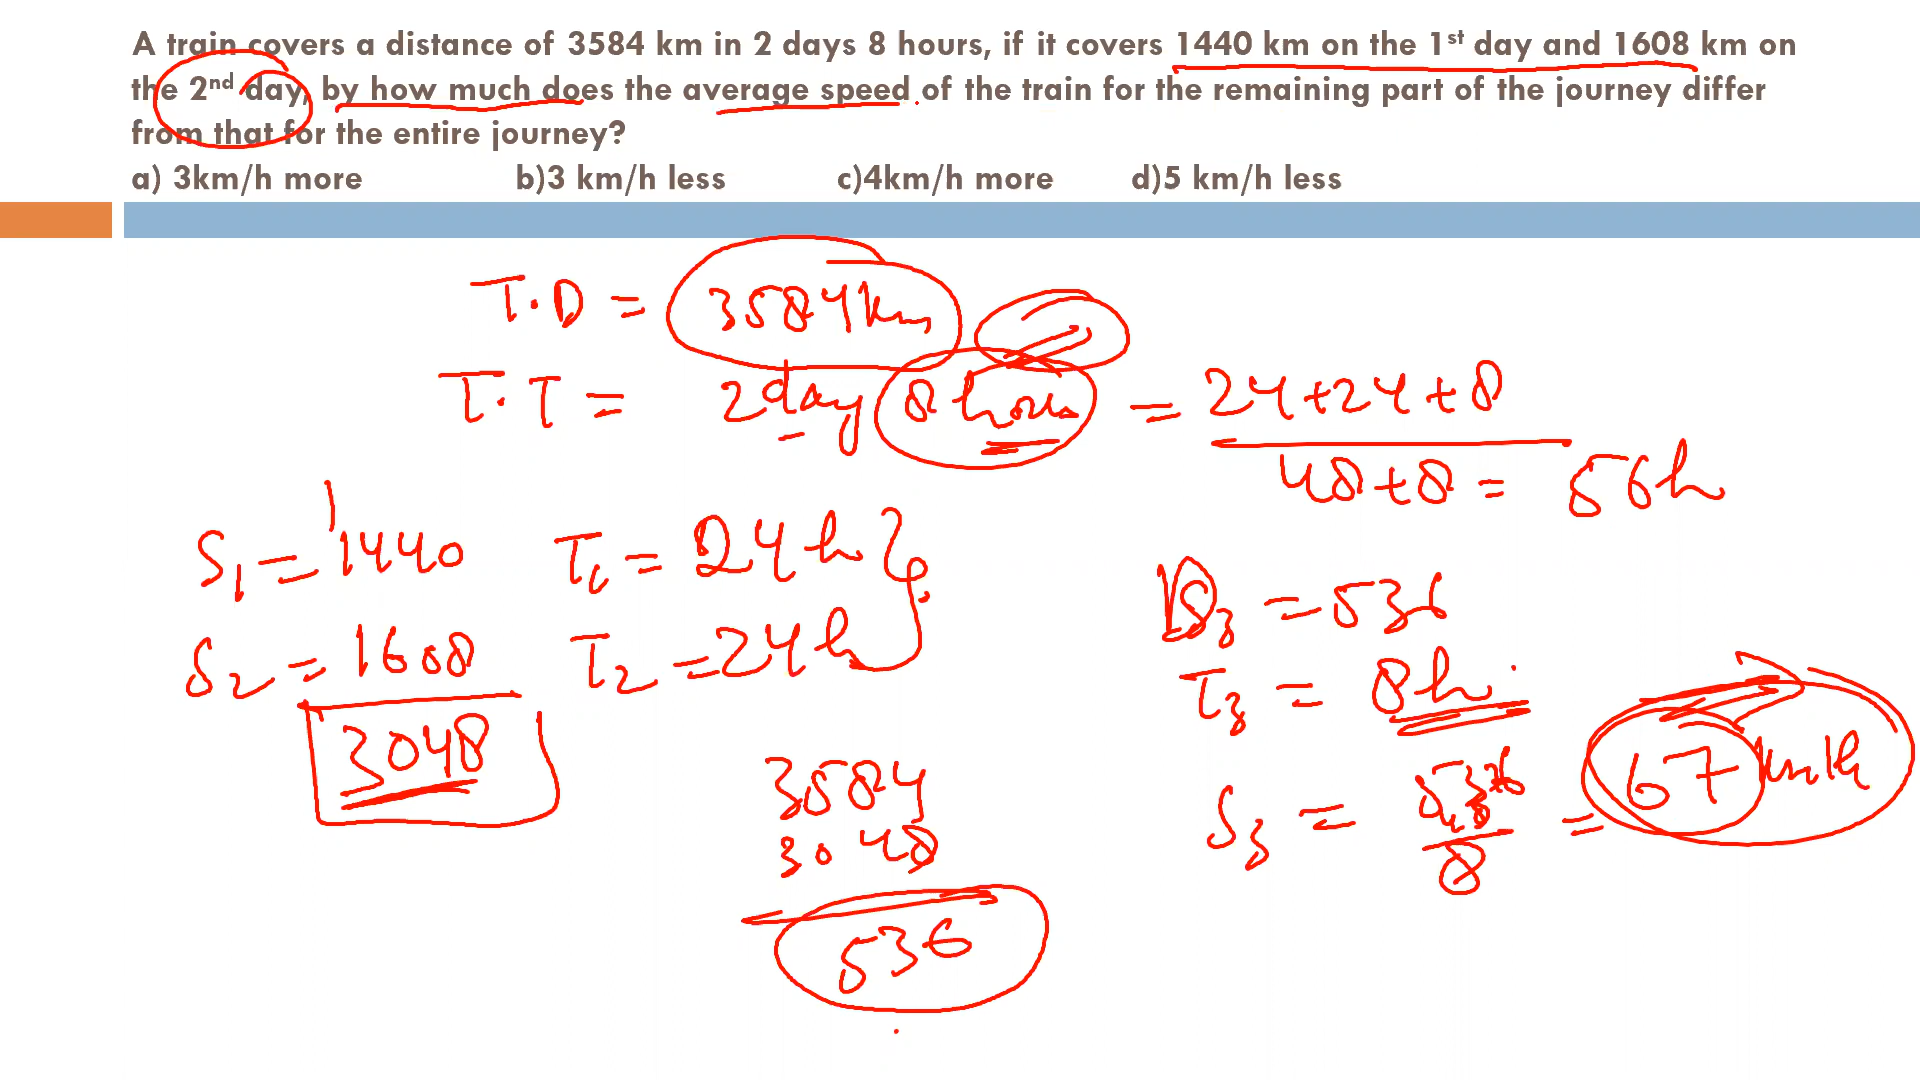 A train covers a distance of 3584 km in 2 days 8 hours, if it covers 1440 km on the 1st day and 1608 km on
the 2nd day, by how much does the average speed of the train for the remaining part of the journey differ
from that for the entire journey?
a) 3km/h more b)3 km/h less c)4km/h more d)5 km/h less
T.D = 3584km
T.T = 2day 8 hours = 24+24+8
48+8 = 56h
S1 = 1440 T1 = 24h
S2 = 1608 T2 = 24h
3048
3584
3048
536
D3 = 536
T3 = 8h
S3 = 536/8 = 67 km/h